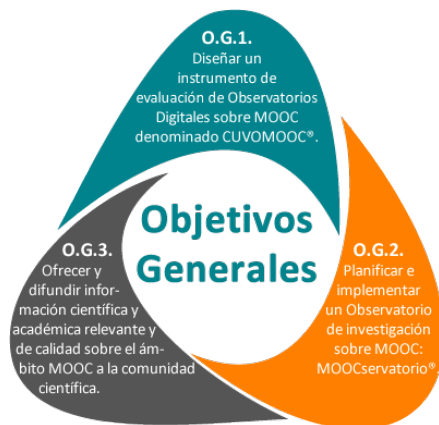 O.G.1.
Diseñar un
instrumento de
evaluación de Observatorios
Digitales sobre MOOC
denominado CUVOMOOC®.
Objetivos
Generales
O.G.2.
Planificar e
implementar
un Observatorio
de investigación
sobre MOOC:
MOOCservatorio®.
O.G.3.
Ofrecer y
difundir infor-
mación científica y
académica relevante y
de calidad sobre el ám-
bito MOOC a la comunidad
científica.